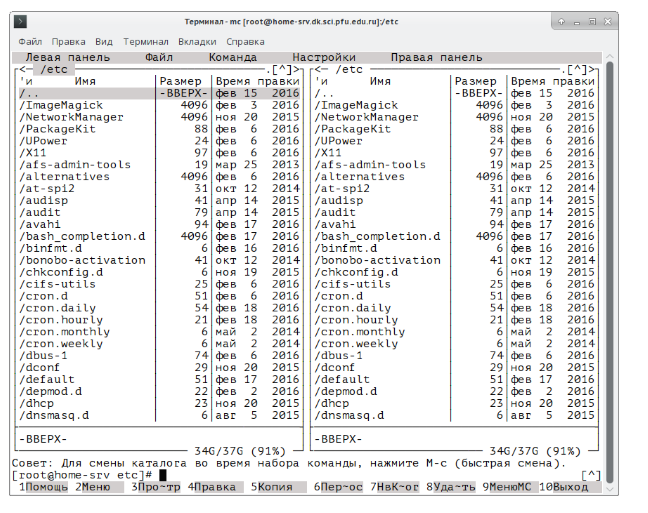 Терминал - mc [root@home-srv.dk.sci.pfu.edu.ru]:/etc
Файл Правка Вид Терминал Вкладки Справка
Левая панель Файл Команда Настройки Правая панель
<— /etc .[^]> <— /etc .[^]>
'и Имя Размер Время правки 'и Имя Размер Время правки
/.. -ВВЕРХ- фев 15 2016 /.. -ВВЕРХ- фев 15 2016
/ImageMagick 4096 фев 3 2016 /ImageMagick 4096 фев 3 2016
/NetworkManager 4096 ноя 20 2015 /NetworkManager 4096 ноя 20 2015
/PackageKit 88 фев 6 2016 /PackageKit 88 фев 6 2016
/UPower 24 фев 6 2016 /UPower 24 фев 6 2016
/X11 97 фев 6 2016 /X11 97 фев 6 2016
/afs-admin-tools 19 мар 25 2013 /afs-admin-tools 19 мар 25 2013
/alternatives 4096 фев 6 2016 /alternatives 4096 фев 6 2016
/at-spi2 31 окт 12 2014 /at-spi2 31 окт 12 2014
/audisp 41 апр 14 2015 /audisp 41 апр 14 2015
/audit 79 апр 14 2015 /audit 79 апр 14 2015
/avahi 94 фев 17 2016 /avahi 94 фев 17 2016
/bash_completion.d 4096 фев 17 2016 /bash_completion.d 4096 фев 17 2016
/binfmt.d 6 фев 16 2016 /binfmt.d 6 фев 16 2016
/bonobo-activation 41 окт 12 2014 /bonobo-activation 41 окт 12 2014
/chkconfig.d 6 ноя 19 2015 /chkconfig.d 6 ноя 19 2015
/cifs-utils 25 фев 6 2016 /cifs-utils 25 фев 6 2016
/cron.d 51 фев 6 2016 /cron.d 51 фев 6 2016
/cron.daily 54 фев 18 2016 /cron.daily 54 фев 18 2016
/cron.hourly 21 фев 18 2016 /cron.hourly 21 фев 18 2016
/cron.monthly 6 май 2 2014 /cron.monthly 6 май 2 2014
/cron.weekly 6 май 2 2014 /cron.weekly 6 май 2 2014
/dbus-1 74 фев 6 2016 /dbus-1 74 фев 6 2016
/dconf 29 ноя 20 2015 /dconf 29 ноя 20 2015
/default 51 фев 17 2016 /default 51 фев 17 2016
/depmod.d 22 фев 2 2016 /depmod.d 22 фев 2 2016
/dhcp 23 ноя 20 2015 /dhcp 23 ноя 20 2015
/dnsmasq.d 6 авг 5 2015 /dnsmasq.d 6 авг 5 2015
-ВВЕРХ- -ВВЕРХ-
34G/37G (91%) 34G/37G (91%)
Совет: Для смены каталога во время набора команды, нажмите M-c (быстрая смена).
[root@home-srv etc]# [^]
1Помощь 2Меню 3Про~тр 4Правка 5Копия 6Пер~ос 7НвК~ог 8Уда~ть 9МенюМС 10Выход